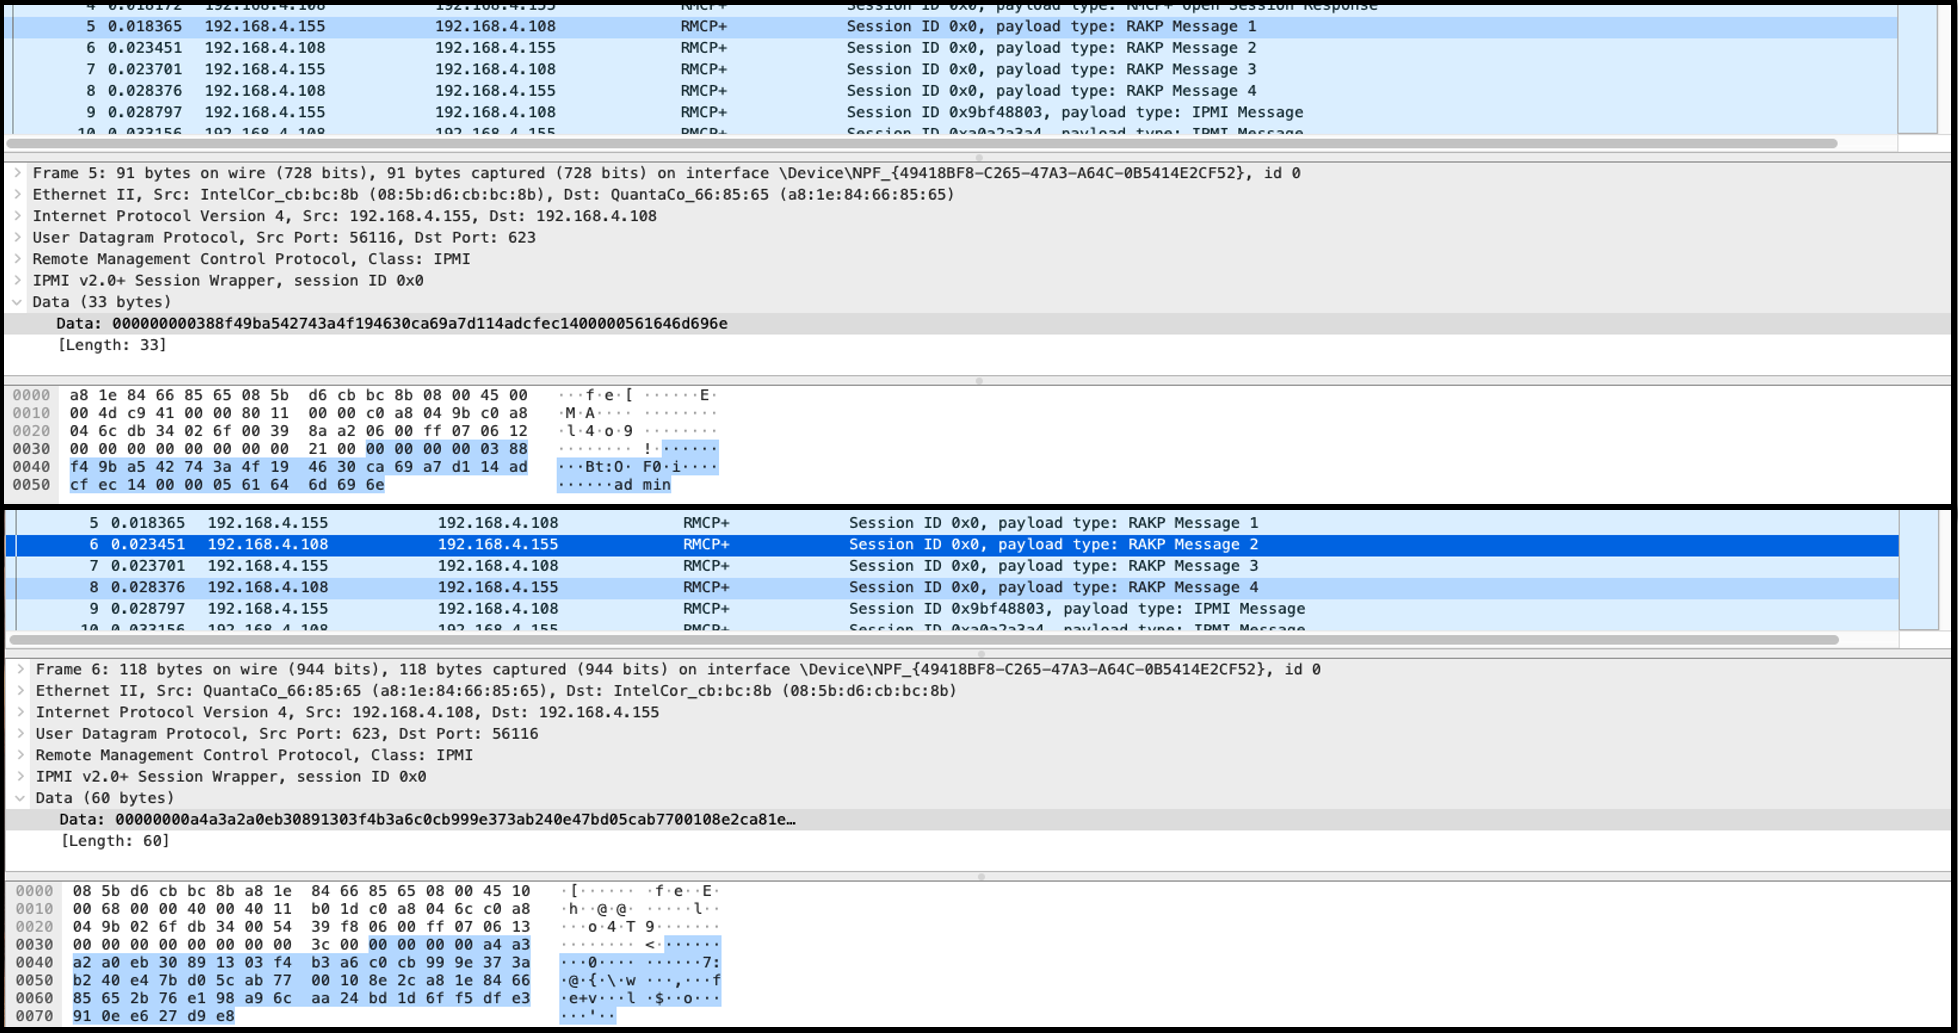 4 0.018172 192.168.4.108 192.168.4.155 RMCP+ Session ID 0x0, payload type: RMCP+ Open Session Response
5 0.018365 192.168.4.155 192.168.4.108 RMCP+ Session ID 0x0, payload type: RAKP Message 1
6 0.023451 192.168.4.108 192.168.4.155 RMCP+ Session ID 0x0, payload type: RAKP Message 2
7 0.023701 192.168.4.155 192.168.4.108 RMCP+ Session ID 0x0, payload type: RAKP Message 3
8 0.028376 192.168.4.108 192.168.4.155 RMCP+ Session ID 0x0, payload type: RAKP Message 4
9 0.028797 192.168.4.155 192.168.4.108 RMCP+ Session ID 0x9bf48803, payload type: IPMI Message
10 0.033156 192.168.4.108 192.168.4.155 RMCP+ Session ID 0xa0a2a3a4, payload type: IPMI Message
Frame 5: 91 bytes on wire (728 bits), 91 bytes captured (728 bits) on interface \Device\NPF_{49418BF8-C265-47A3-A64C-0B5414E2CF52}, id 0
Ethernet II, Src: IntelCor_cb:bc:8b (08:5b:d6:cb:bc:8b), Dst: QuantaCo_66:85:65 (a8:1e:84:66:85:65)
Internet Protocol Version 4, Src: 192.168.4.155, Dst: 192.168.4.108
User Datagram Protocol, Src Port: 56116, Dst Port: 623
Remote Management Control Protocol, Class: IPMI
IPMI v2.0+ Session Wrapper, session ID 0x0
Data (33 bytes)
Data: 000000000388f49ba542743a4f194630ca69a7d114adcfec1400000561646d696e
[Length: 33]
0000 a8 1e 84 66 85 65 08 5b d6 cb bc 8b 08 00 45 00 ···f·e·[ ······E·
0010 00 4d c9 41 00 00 80 11 00 00 c0 a8 04 9b c0 a8 ·M·A···· ········
0020 04 6c db 34 02 6f 00 39 8a a2 06 00 ff 07 06 12 ·l·4·o·9 ········
0030 00 00 00 00 00 00 00 00 21 00 00 00 00 00 03 88 ········ !·······
0040 f4 9b a5 42 74 3a 4f 19 46 30 ca 69 a7 d1 14 ad ···Bt:O· F0·i····
0050 cf ec 14 00 00 05 61 64 6d 69 6e ······ad min
5 0.018365 192.168.4.155 192.168.4.108 RMCP+ Session ID 0x0, payload type: RAKP Message 1
6 0.023451 192.168.4.108 192.168.4.155 RMCP+ Session ID 0x0, payload type: RAKP Message 2
7 0.023701 192.168.4.155 192.168.4.108 RMCP+ Session ID 0x0, payload type: RAKP Message 3
8 0.028376 192.168.4.108 192.168.4.155 RMCP+ Session ID 0x0, payload type: RAKP Message 4
9 0.028797 192.168.4.155 192.168.4.108 RMCP+ Session ID 0x9bf48803, payload type: IPMI Message
10 0.033156 192.168.4.108 192.168.4.155 RMCP+ Session ID 0xa0a2a3a4, payload type: IPMI Message
Frame 6: 118 bytes on wire (944 bits), 118 bytes captured (944 bits) on interface \Device\NPF_{49418BF8-C265-47A3-A64C-0B5414E2CF52}, id 0
Ethernet II, Src: QuantaCo_66:85:65 (a8:1e:84:66:85:65), Dst: IntelCor_cb:bc:8b (08:5b:d6:cb:bc:8b)
Internet Protocol Version 4, Src: 192.168.4.108, Dst: 192.168.4.155
User Datagram Protocol, Src Port: 623, Dst Port: 56116
Remote Management Control Protocol, Class: IPMI
IPMI v2.0+ Session Wrapper, session ID 0x0
Data (60 bytes)
Data: 00000000a4a3a2a0eb30891303f4b3a6c0cb999e373ab240e47bd05cab7700108e2ca81e…
[Length: 60]
0000 08 5b d6 cb bc 8b a8 1e 84 66 85 65 08 00 45 10 ·[······ ·f·e··E·
0010 00 68 00 00 40 00 40 11 b0 1d c0 a8 04 6c c0 a8 ·h··@·@· ·····l··
0020 04 9b 02 6f db 34 00 54 39 f8 06 00 ff 07 06 13 ···o·4·T 9·······
0030 00 00 00 00 00 00 00 00 3c 00 00 00 00 00 a4 a3 ········ <·······
0040 a2 a0 eb 30 89 13 03 f4 b3 a6 c0 cb 99 9e 37 3a ···0···· ······7:
0050 b2 40 e4 7b d0 5c ab 77 00 10 8e 2c a8 1e 84 66 ·@·{·\·w ···,···f
0060 85 65 2b 76 e1 98 a9 6c aa 24 bd 1d 6f f5 df e3 ·e+v···l ·$··o···
0070 91 0e e6 27 d9 e8 ···'··